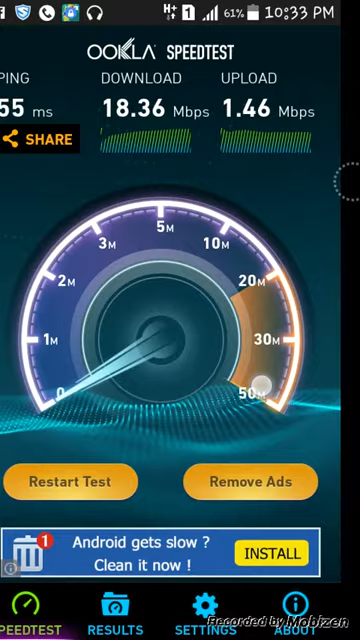 H+ 1 61% 10:33 PM
OOKLA SPEEDTEST
PING DOWNLOAD UPLOAD
55 ms 18.36 Mbps 1.46 Mbps
SHARE
5M
3M 10M
2M 20M
1M 30M
0 50M
Restart Test Remove Ads
1 Android gets slow ?
Clean it now !
INSTALL
SPEEDTEST RESULTS SETTINGS ABOUT
Recorded by Mobizen